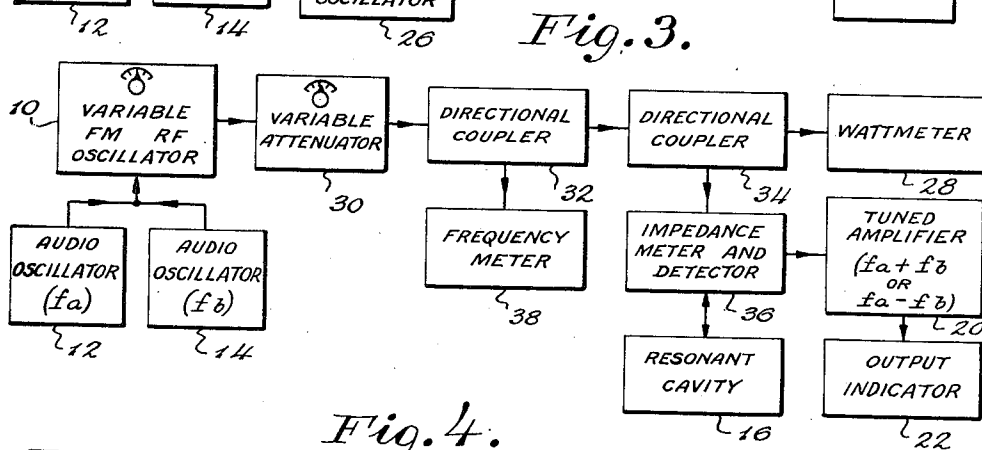 OSCILLATOR
12
14
26
Fig. 3.
10
VARIABLE
FM RF
OSCILLATOR
VARIABLE
ATTENUATOR
30
DIRECTIONAL
COUPLER
32
DIRECTIONAL
COUPLER
34
WATTMETER
28
AUDIO
OSCILLATOR
(fa)
12
AUDIO
OSCILLATOR
(fb)
14
FREQUENCY
METER
38
IMPEDANCE
METER AND
DETECTOR
36
TUNED
AMPLIFIER
(fa + fb
OR
fa - fb)
20
RESONANT
CAVITY
16
OUTPUT
INDICATOR
22
Fig. 4.